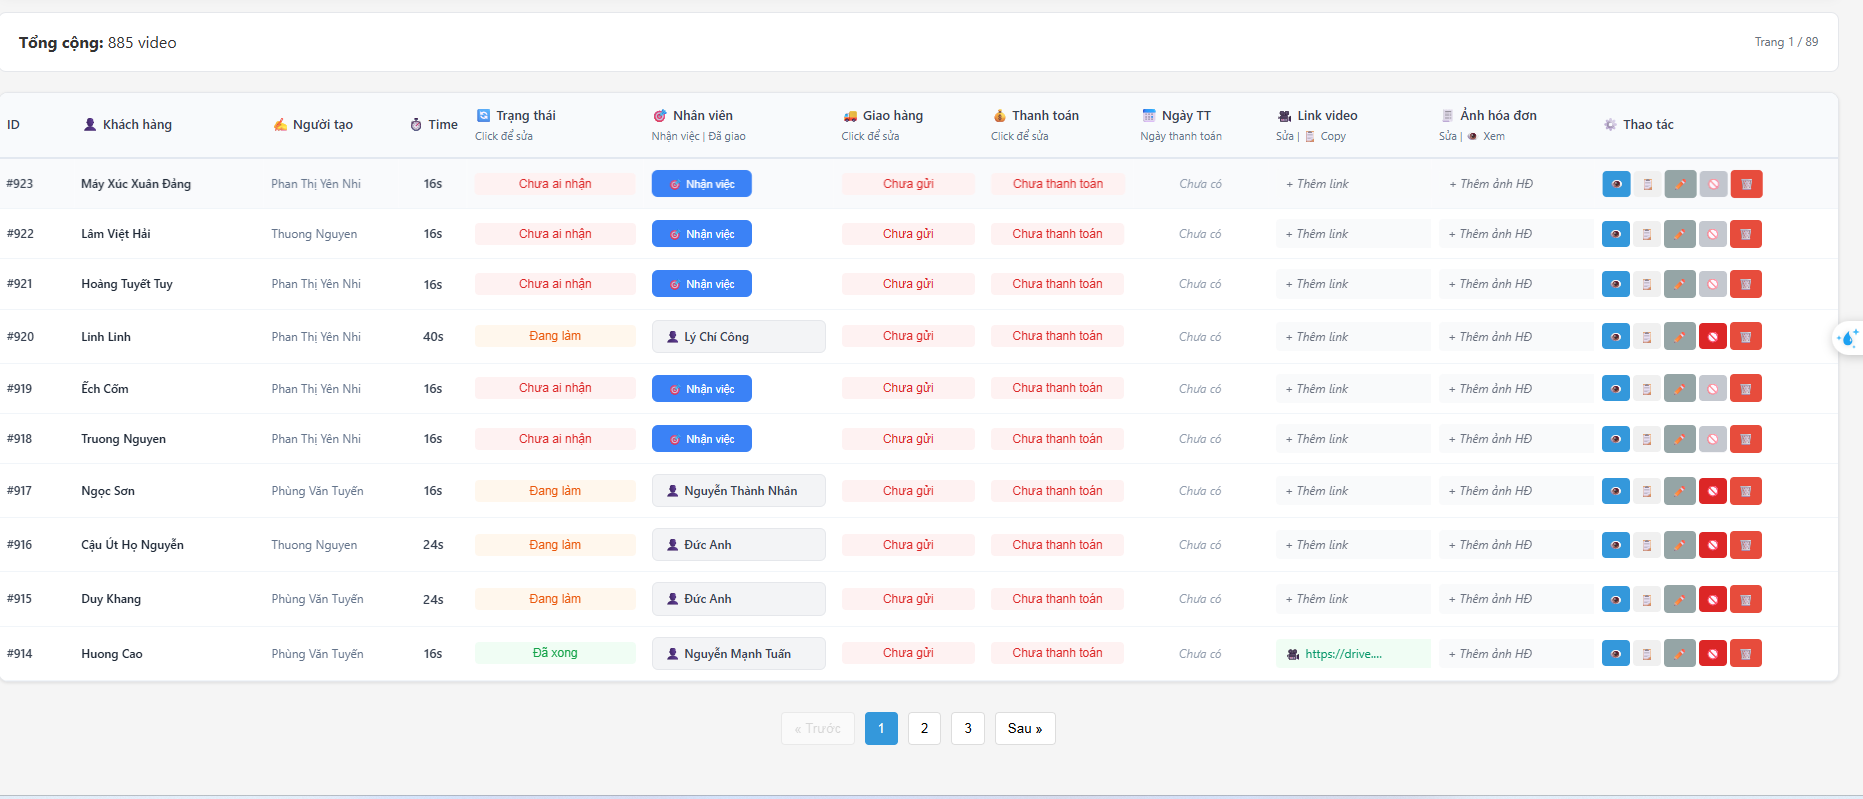 Tổng cộng: 885 video
Trang 1 / 89
ID Khách hàng Người tạo Time Trạng thái Nhân viên Giao hàng Thanh toán Ngày TT Link video Ảnh hóa đơn Thao tác
Click để sửa Nhận việc | Đã giao Click để sửa Click để sửa Ngày thanh toán Sửa | Copy Sửa | Xem
#923 Máy Xúc Xuân Đảng Phan Thị Yên Nhi 16s Chưa ai nhận Nhận việc Chưa gửi Chưa thanh toán Chưa có + Thêm link + Thêm ảnh HĐ
#922 Lâm Việt Hải Thuong Nguyen 16s Chưa ai nhận Nhận việc Chưa gửi Chưa thanh toán Chưa có + Thêm link + Thêm ảnh HĐ
#921 Hoàng Tuyết Tuy Phan Thị Yên Nhi 16s Chưa ai nhận Nhận việc Chưa gửi Chưa thanh toán Chưa có + Thêm link + Thêm ảnh HĐ
#920 Linh Linh Phan Thị Yên Nhi 40s Đang làm Lý Chí Công Chưa gửi Chưa thanh toán Chưa có + Thêm link + Thêm ảnh HĐ
#919 Ếch Cốm Phan Thị Yên Nhi 16s Chưa ai nhận Nhận việc Chưa gửi Chưa thanh toán Chưa có + Thêm link + Thêm ảnh HĐ
#918 Truong Nguyen Phan Thị Yên Nhi 16s Chưa ai nhận Nhận việc Chưa gửi Chưa thanh toán Chưa có + Thêm link + Thêm ảnh HĐ
#917 Ngọc Sơn Phùng Văn Tuyến 16s Đang làm Nguyễn Thành Nhân Chưa gửi Chưa thanh toán Chưa có + Thêm link + Thêm ảnh HĐ
#916 Cậu Út Họ Nguyễn Thuong Nguyen 24s Đang làm Đức Anh Chưa gửi Chưa thanh toán Chưa có + Thêm link + Thêm ảnh HĐ
#915 Duy Khang Phùng Văn Tuyến 24s Đang làm Đức Anh Chưa gửi Chưa thanh toán Chưa có + Thêm link + Thêm ảnh HĐ
#914 Huong Cao Phùng Văn Tuyến 16s Đã xong Nguyễn Mạnh Tuấn Chưa gửi Chưa thanh toán Chưa có https://drive.... + Thêm ảnh HĐ
« Trước 1 2 3 Sau »